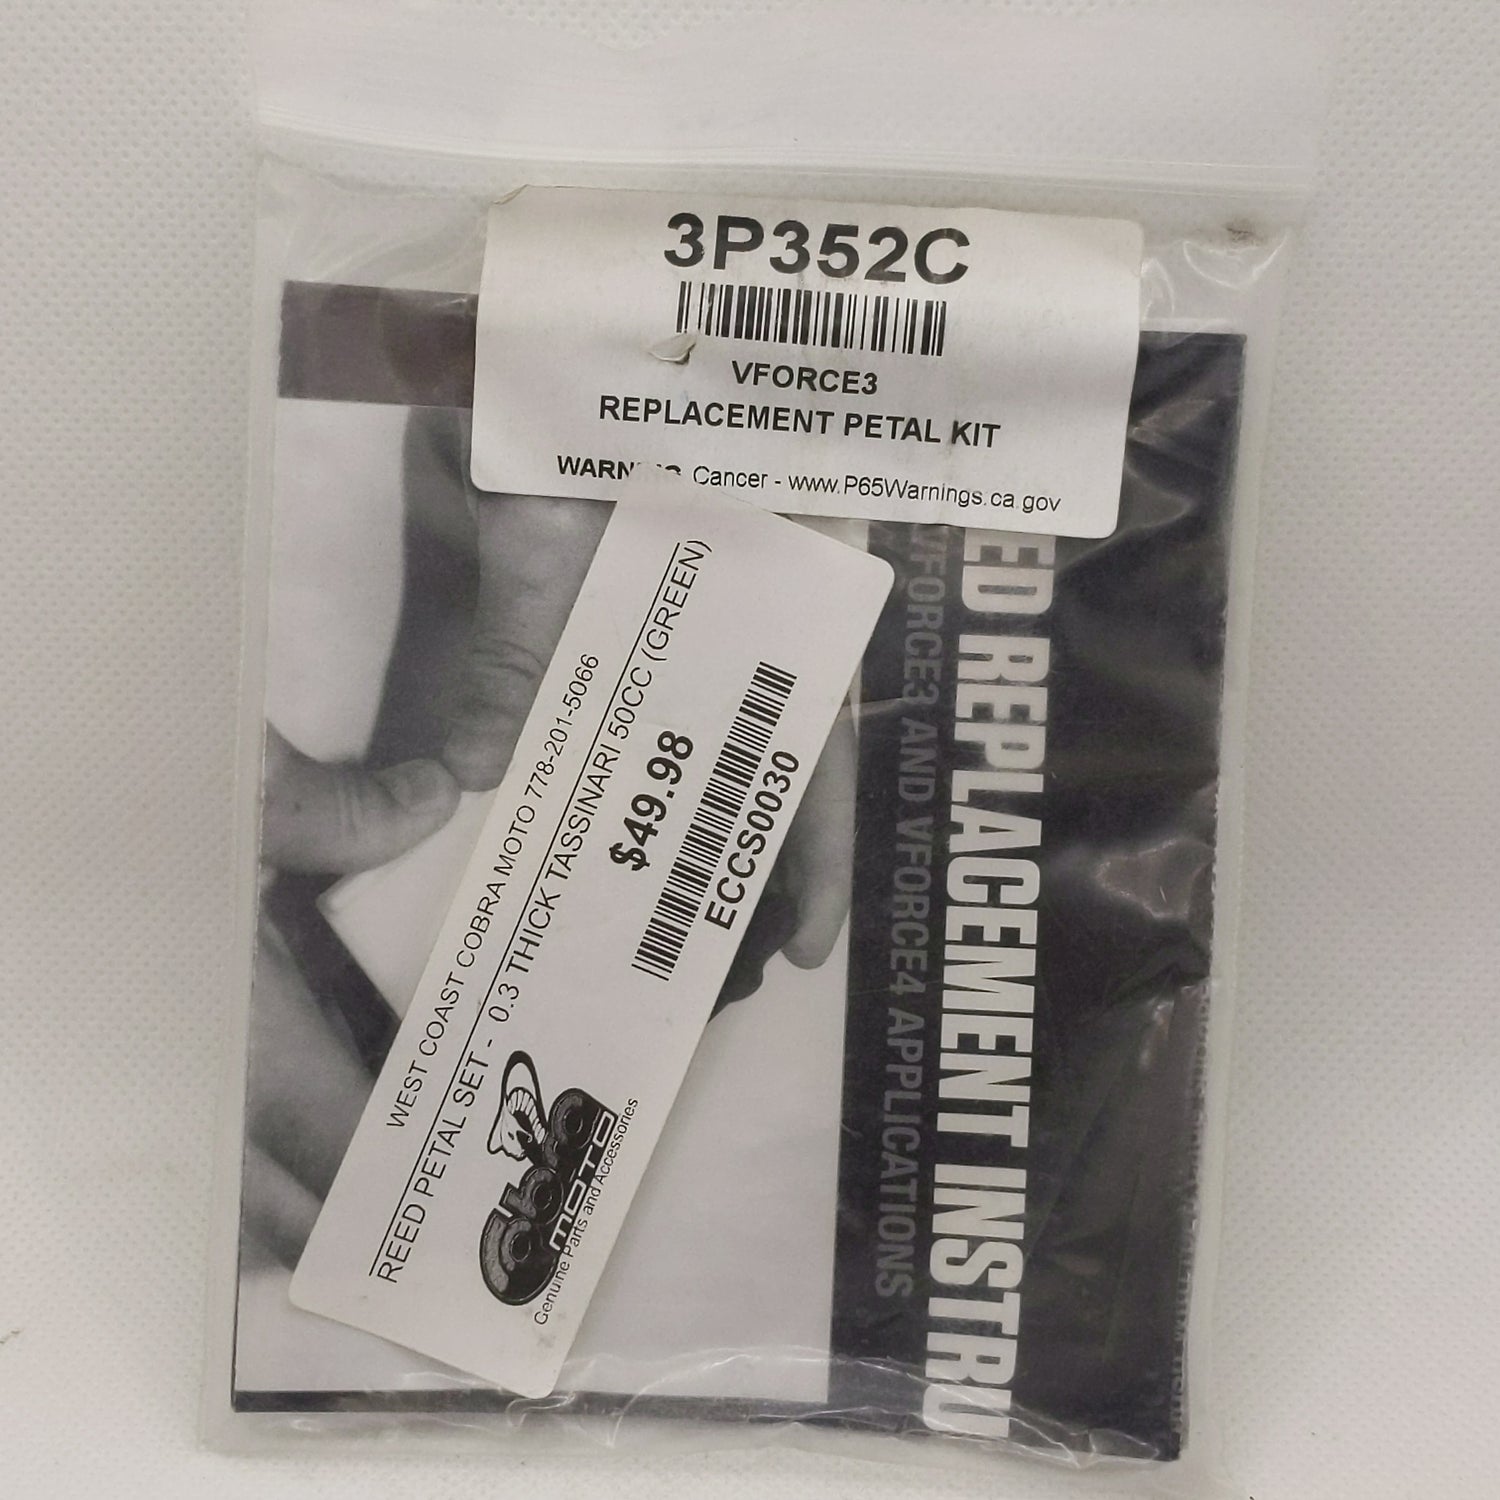 3P352C
VFORCE3
REPLACEMENT PETAL KIT
Cancer - www.P65Warnings.ca.gov
WEST COAST COBRA MOTO 778-201-5066
REED PETAL SET - 0.3 THICK TASSINARI 50CC (GREEN)
$49.98
ECCS0030
cobra
MOTO
Genuine Parts and Accessories
ED REPLACEMENT INSTRU
VFORCE3 AND VFORCE4 APPLICATIONS